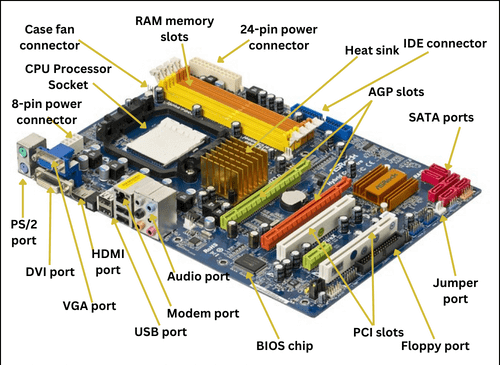 RAM memory
slots
24-pin power
connector
Case fan
connector
Heat sink
IDE connector
CPU Processor
Socket
AGP slots
8-pin power
connector
SATA ports
PS/2
port
DVI port
HDMI
port
Audio port
VGA port
Modem port
USB port
BIOS chip
PCI slots
Floppy port
Jumper
port